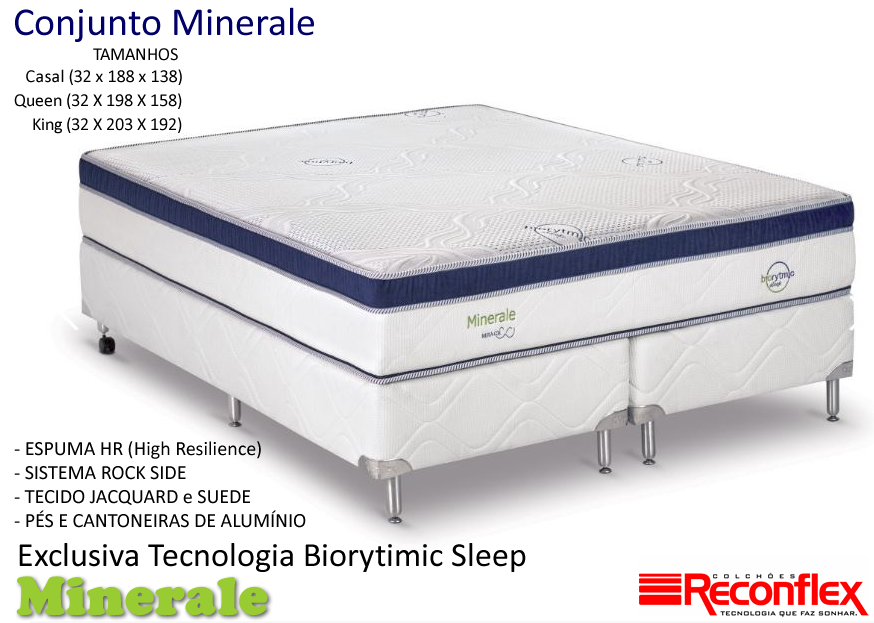 Conjunto Minerale
TAMANHOS
Casal (32 x 188 x 138)
Queen (32 X 198 X 158)
King (32 X 203 X 192)
biorytmic
sleep
Minerale
- ESPUMA HR (High Resilience)
- SISTEMA ROCK SIDE
- TECIDO JACQUARD e SUEDE
- PÉS E CANTONEIRAS DE ALUMÍNIO
Exclusiva Tecnologia Biorytimic Sleep
Minerale
COLCHÕES
Reconflex
TECNOLOGIA QUE FAZ SONHAR.